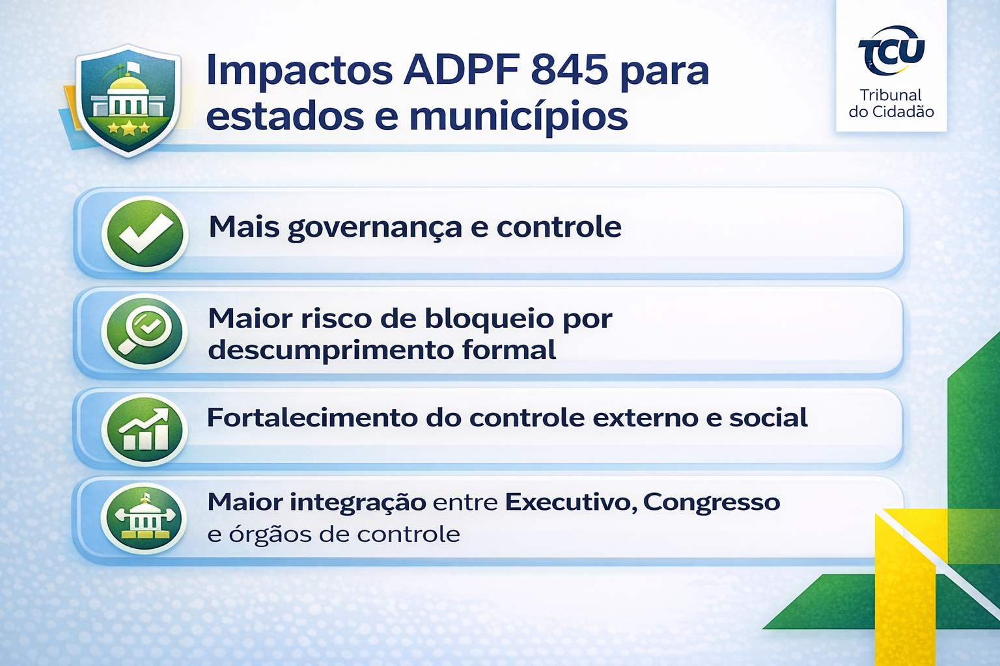 Impactos ADPF 845 para
estados e municípios
TCU
Tribunal
do Cidadão
Mais governança e controle
Maior risco de bloqueio por
descumprimento formal
Fortalecimento do controle externo e social
Maior integração entre Executivo, Congresso
e órgãos de controle